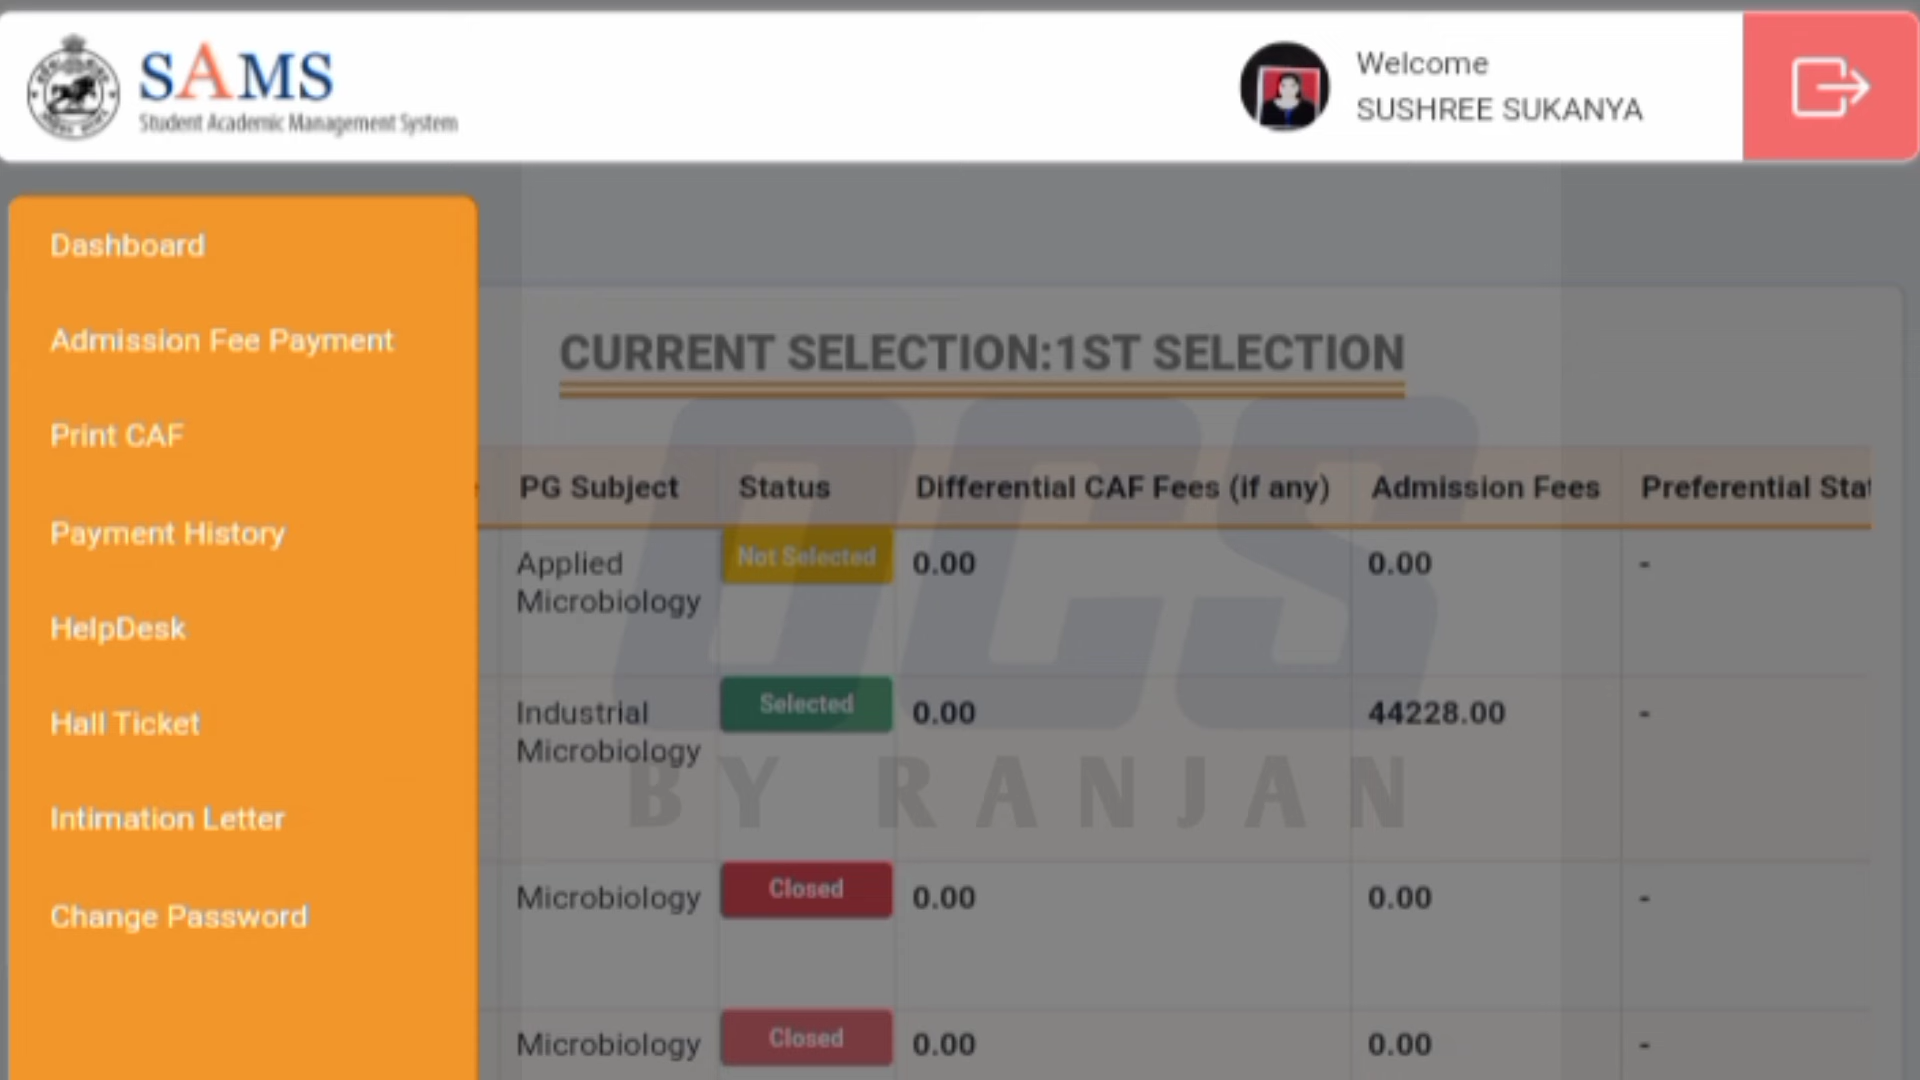 SAMS
Student Academic Management System
Welcome
SUSHREE SUKANYA
Dashboard
Admission Fee Payment
Print CAF
Payment History
HelpDesk
Hall Ticket
Intimation Letter
Change Password
CURRENT SELECTION:1ST SELECTION
PG Subject Status Differential CAF Fees (if any) Admission Fees Preferential Stat
Applied Microbiology Not Selected 0.00 0.00 -
Industrial Microbiology Selected 0.00 44228.00 -
Microbiology Closed 0.00 0.00 -
Microbiology Closed 0.00 0.00 -
OCS
BY RANJAN